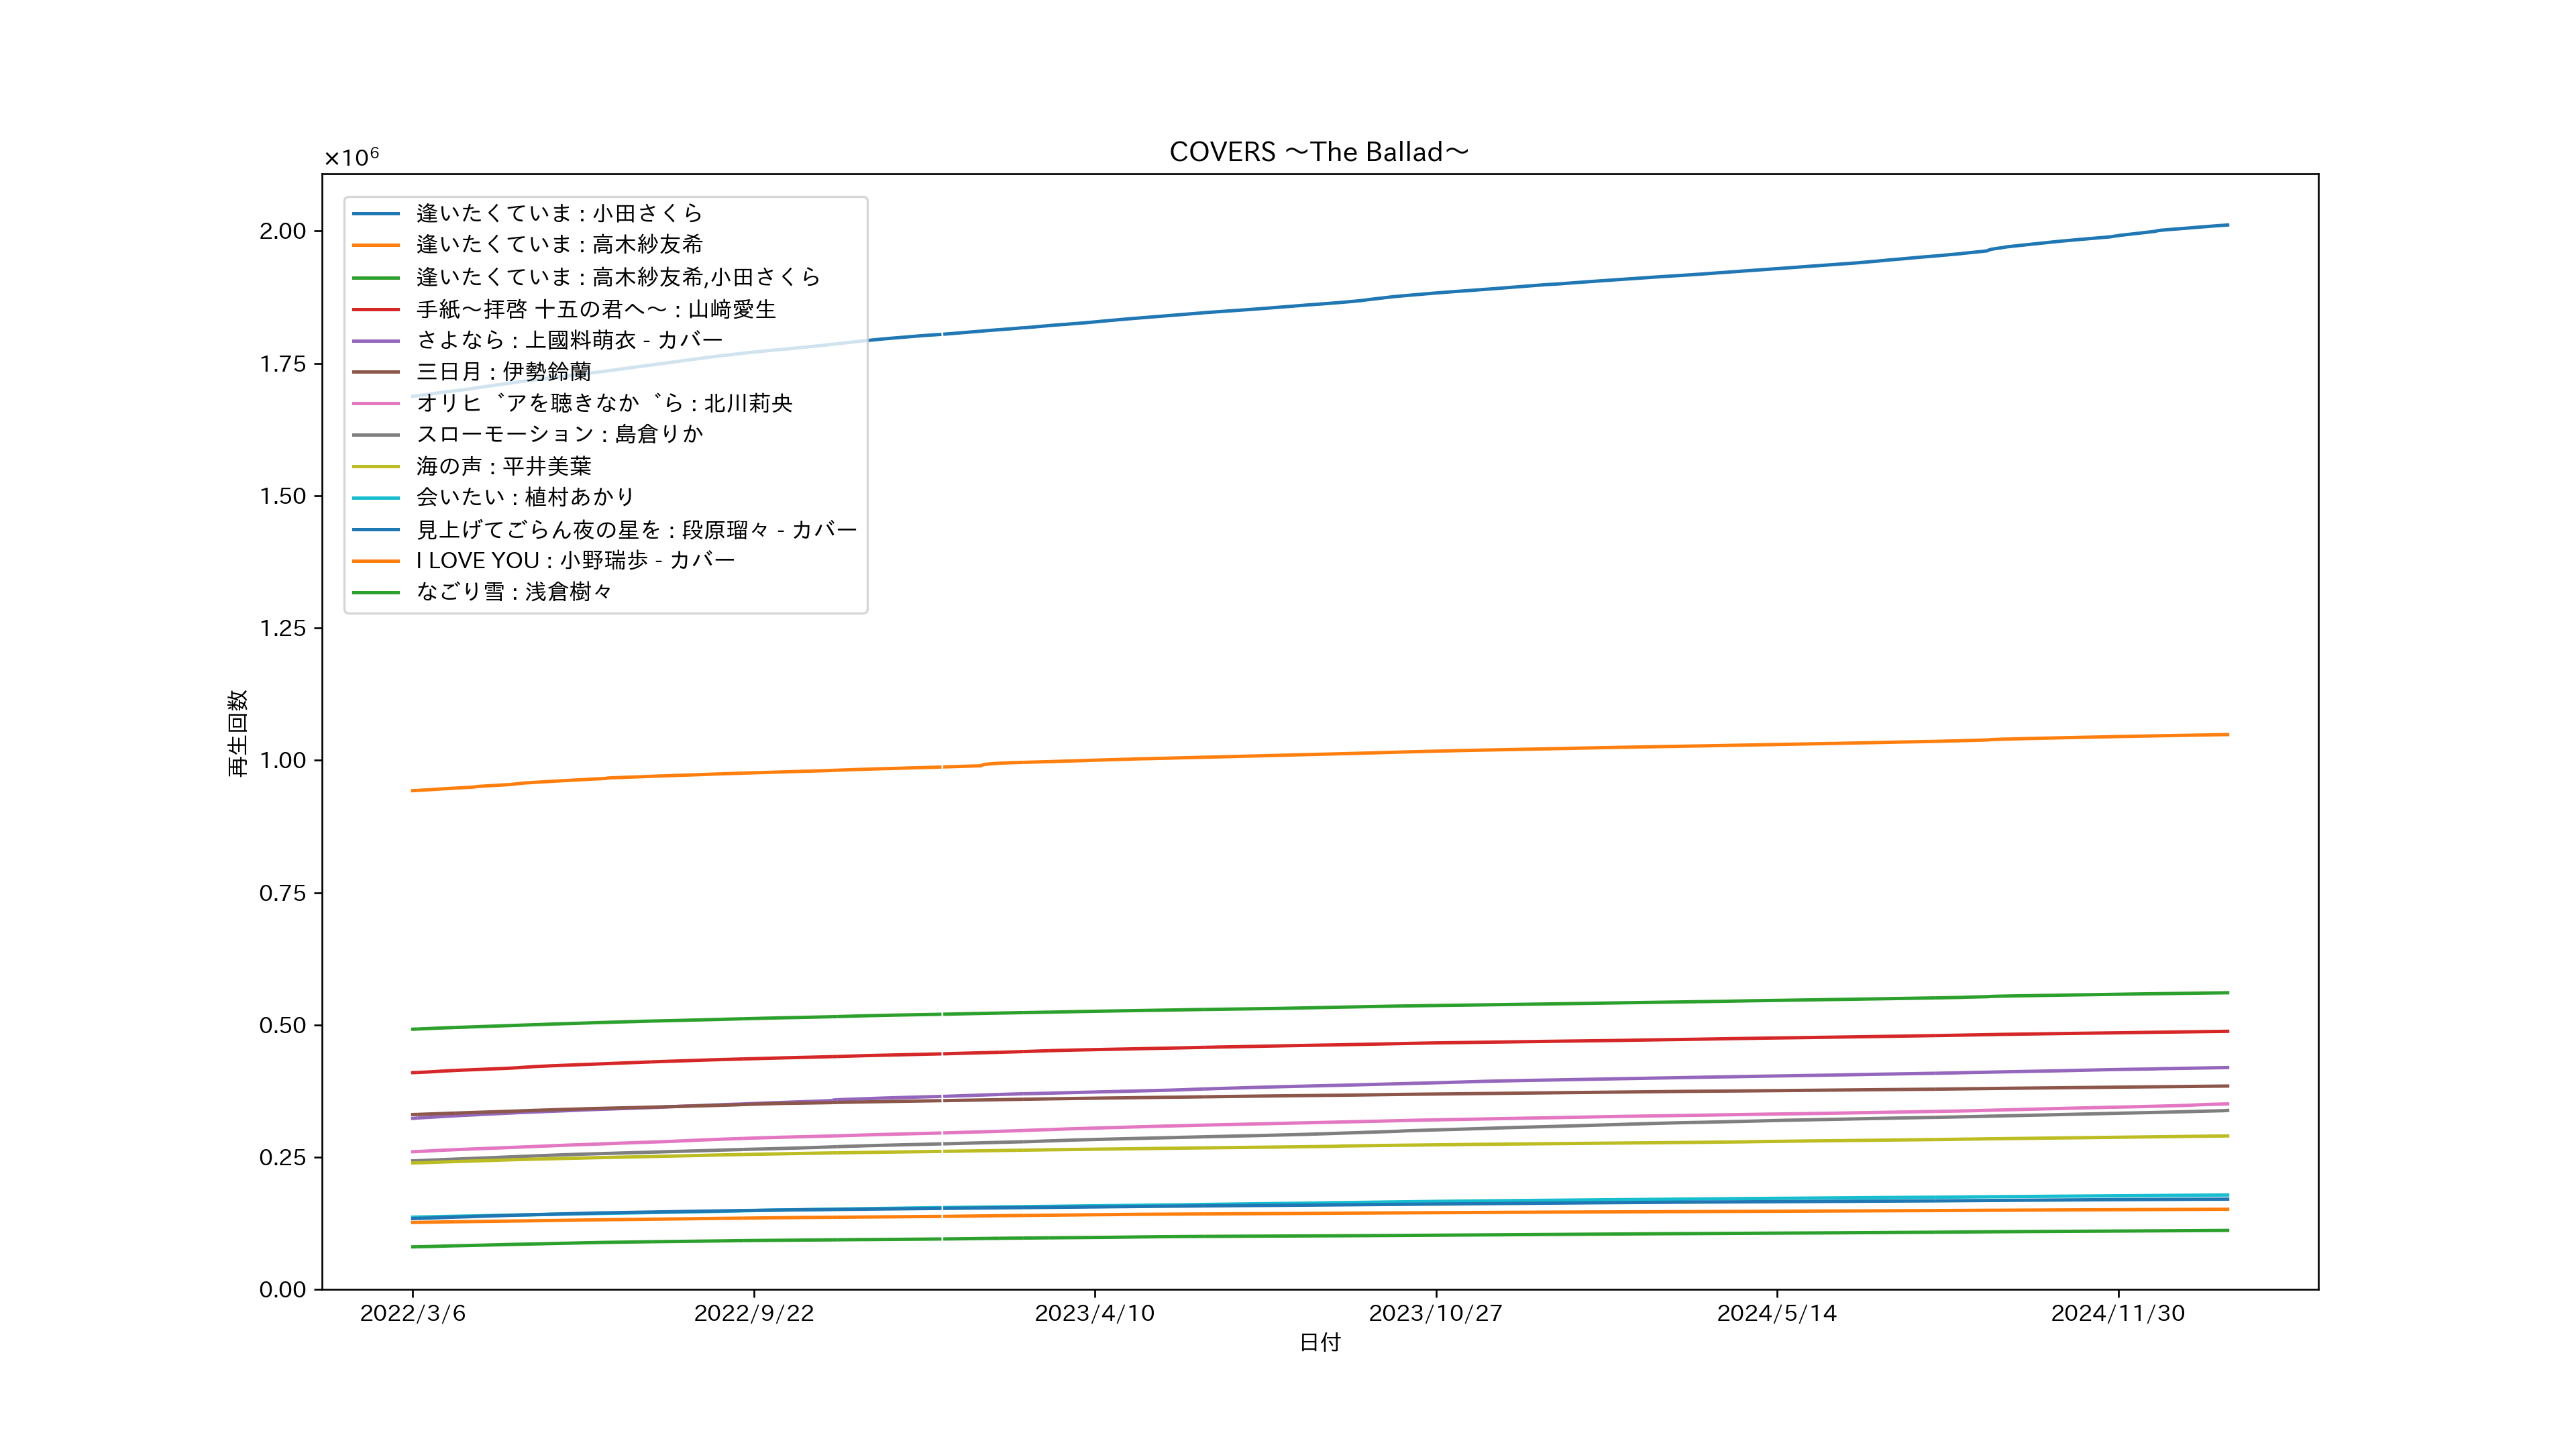 COVERS ～The Ballad～
×10⁶
2.00
1.75
1.50
1.25
1.00
0.75
0.50
0.25
0.00
再生回数
逢いたくていま : 小田さくら
逢いたくていま : 高木紗友希
逢いたくていま : 高木紗友希,小田さくら
手紙～拝啓 十五の君へ～ : 山﨑愛生
さよなら : 上國料萌衣 - カバー
三日月 : 伊勢鈴蘭
オリビアを聴きながら : 北川莉央
スローモーション : 島倉りか
海の声 : 平井美葉
会いたい : 植村あかり
見上げてごらん夜の星を : 段原瑠々 - カバー
I LOVE YOU : 小野瑞歩 - カバー
なごり雪 : 浅倉樹々
2022/3/6
2022/9/22
2023/4/10
2023/10/27
2024/5/14
2024/11/30
日付